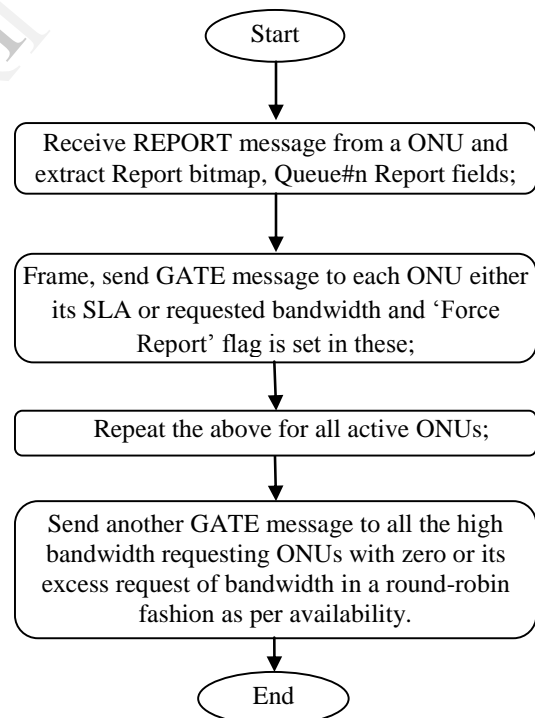 Start
Receive REPORT message from a ONU and
extract Report bitmap, Queue#n Report fields;
Frame, send GATE message to each ONU either
its SLA or requested bandwidth and ‘Force
Report’ flag is set in these;
Repeat the above for all active ONUs;
Send another GATE message to all the high
bandwidth requesting ONUs with zero or its
excess request of bandwidth in a round-robin
fashion as per availability.
End